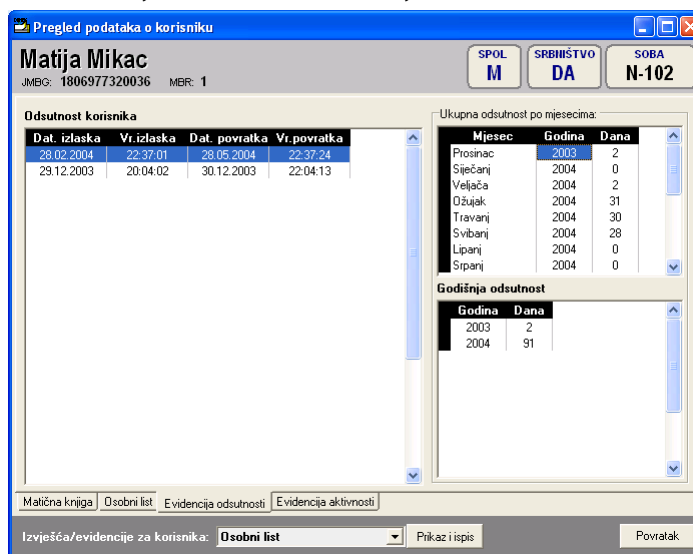 Pregled podataka o korisniku
Matija Mikac
JMBG: 1806977320036 MBR: 1
SPOL
M
SRBNIŠTVO
DA
SOBA
N-102
Odsutnost korisnika
Dat. izlaska Vr.izlaska Dat. povratka Vr.povratka
28.02.2004 22:37:01 28.05.2004 22:37:24
29.12.2003 20:04:02 30.12.2003 22:04:13
Ukupna odsutnost po mjesecima:
Mjesec Godina Dana
Prosinac 2003 2
Siječanj 2004 0
Veljača 2004 2
Ožujak 2004 31
Travanj 2004 30
Svibanj 2004 28
Lipanj 2004 0
Srpanj 2004 0
Godišnja odsutnost
Godina Dana
2003 2
2004 91
Matična knjiga Osobni list Evidencija odsutnosti Evidencija aktivnosti
Izvješća/evidencije za korisnika: Osobni list Prikaz i ispis Povratak